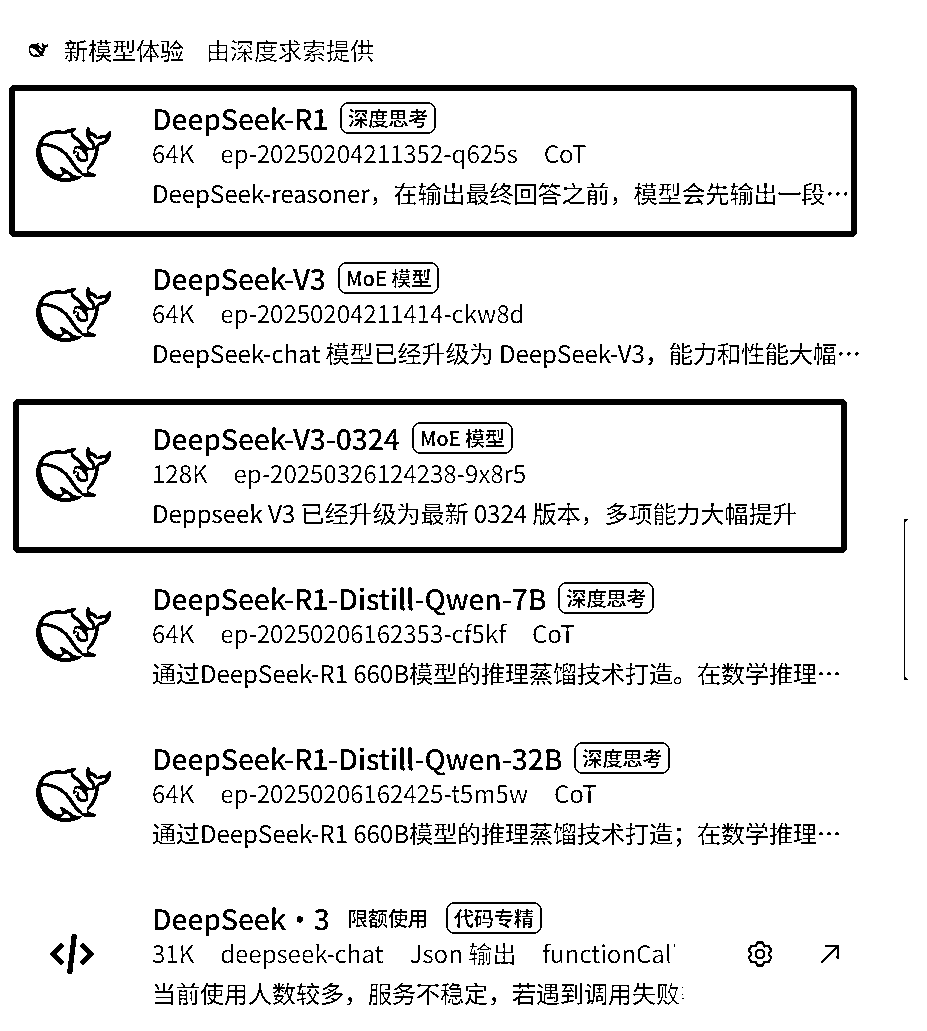 新模型体验 由深度求索提供
DeepSeek-R1 深度思考
64K ep-20250204211352-q625s CoT
DeepSeek-reasoner，在输出最终回答之前，模型会先输出一段…
DeepSeek-V3 MoE 模型
64K ep-20250204211414-ckw8d
DeepSeek-chat 模型已经升级为 DeepSeek-V3，能力和性能大幅…
DeepSeek-V3-0324 MoE 模型
128K ep-20250326124238-9x8r5
Deppseek V3 已经升级为最新 0324 版本，多项能力大幅提升
DeepSeek-R1-Distill-Qwen-7B 深度思考
64K ep-20250206162353-cf5kf CoT
通过DeepSeek-R1 660B模型的推理蒸馏技术打造。在数学推理…
DeepSeek-R1-Distill-Qwen-32B 深度思考
64K ep-20250206162425-t5m5w CoT
通过DeepSeek-R1 660B模型的推理蒸馏技术打造；在数学推理…
DeepSeek·3 限额使用 代码专精
31K deepseek-chat Json 输出 functionCal
当前使用人数较多，服务不稳定，若遇到调用失败